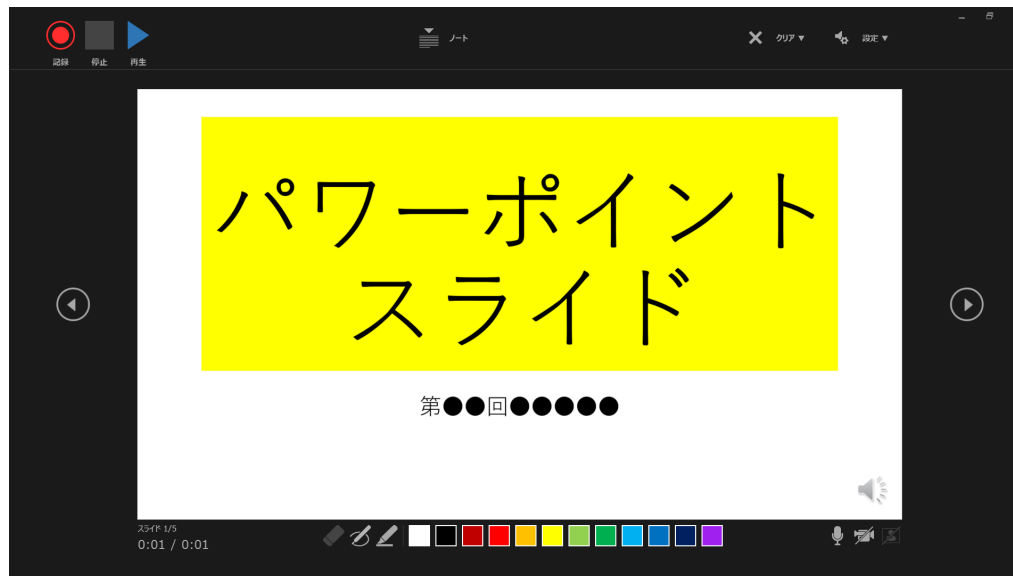 記録 停止 再生
ノート
クリア ▼ 設定 ▼
パワーポイント
スライド
第●●回●●●●●
スライド 1/5
0:01 / 0:01